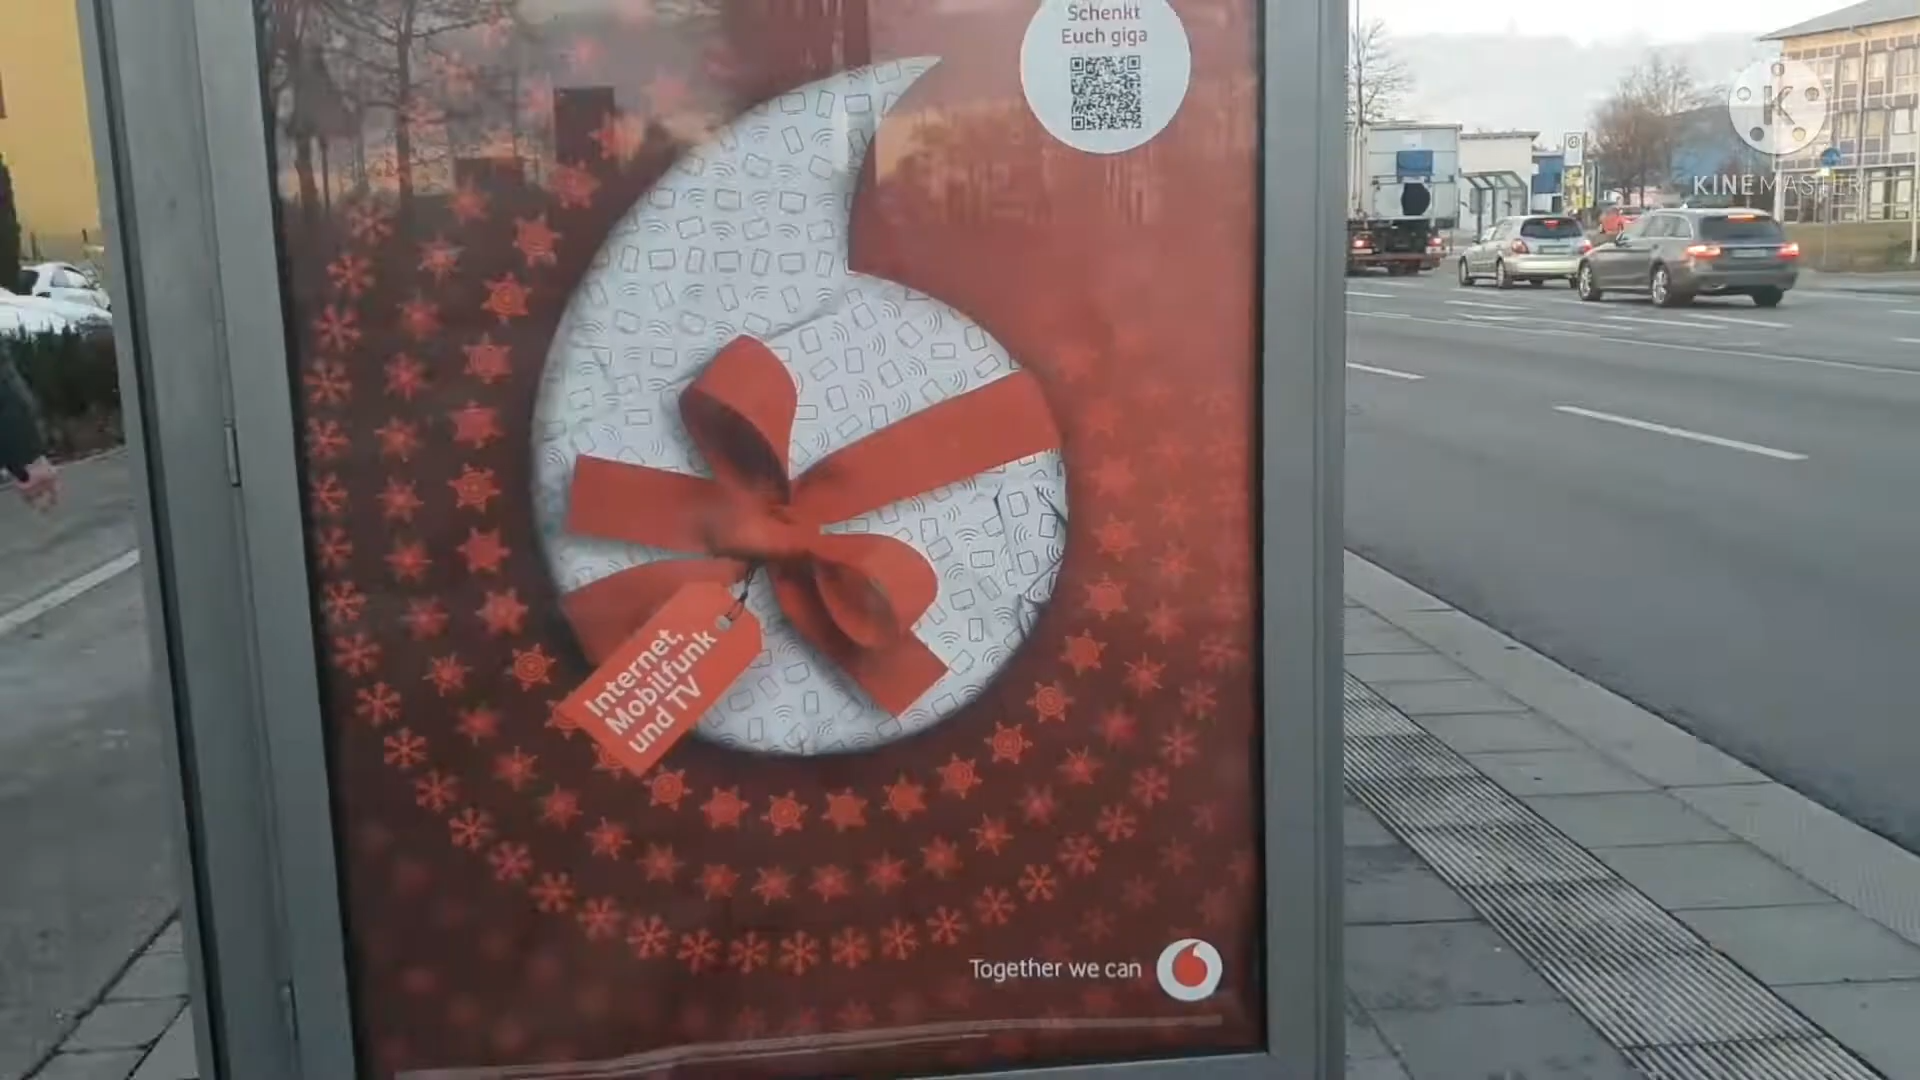 Schenkt
Euch giga
K
KINEMASTER
Internet,
Mobilfunk
und TV
Together we can